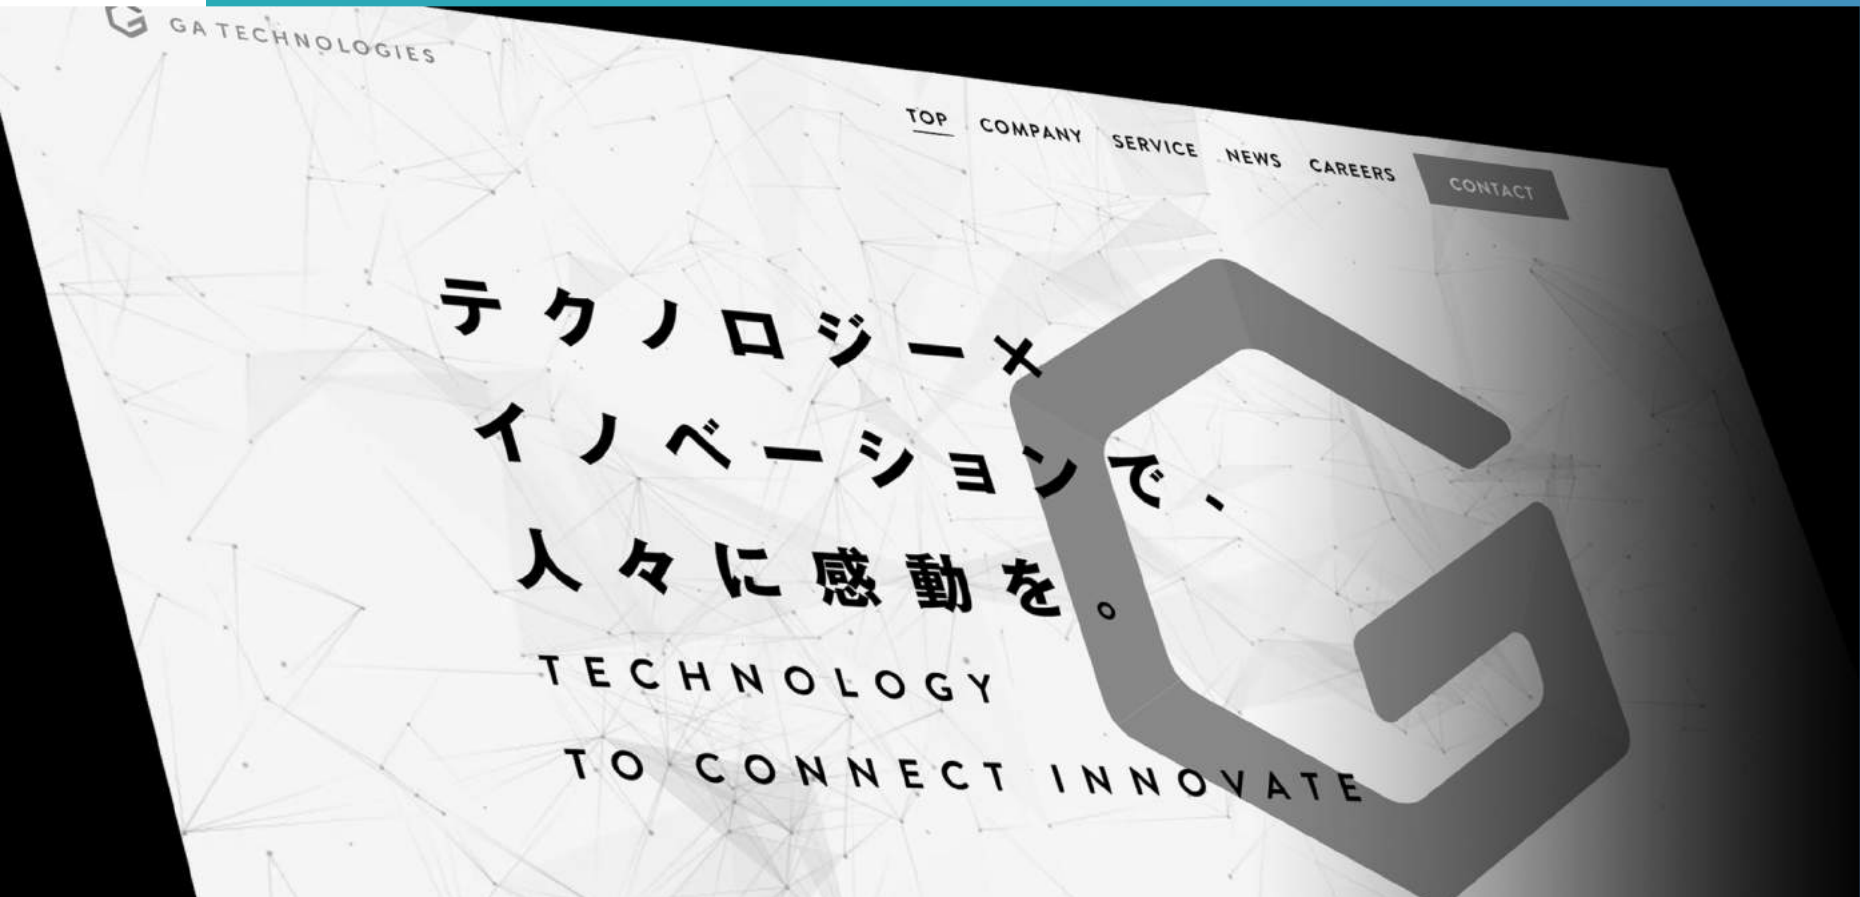 GA TECHNOLOGIES
TOP COMPANY SERVICE NEWS CAREERS CONTACT
テクノロジー×
イノベーションで、
人々に感動を。
TECHNOLOGY
TO CONNECT INNOVATE